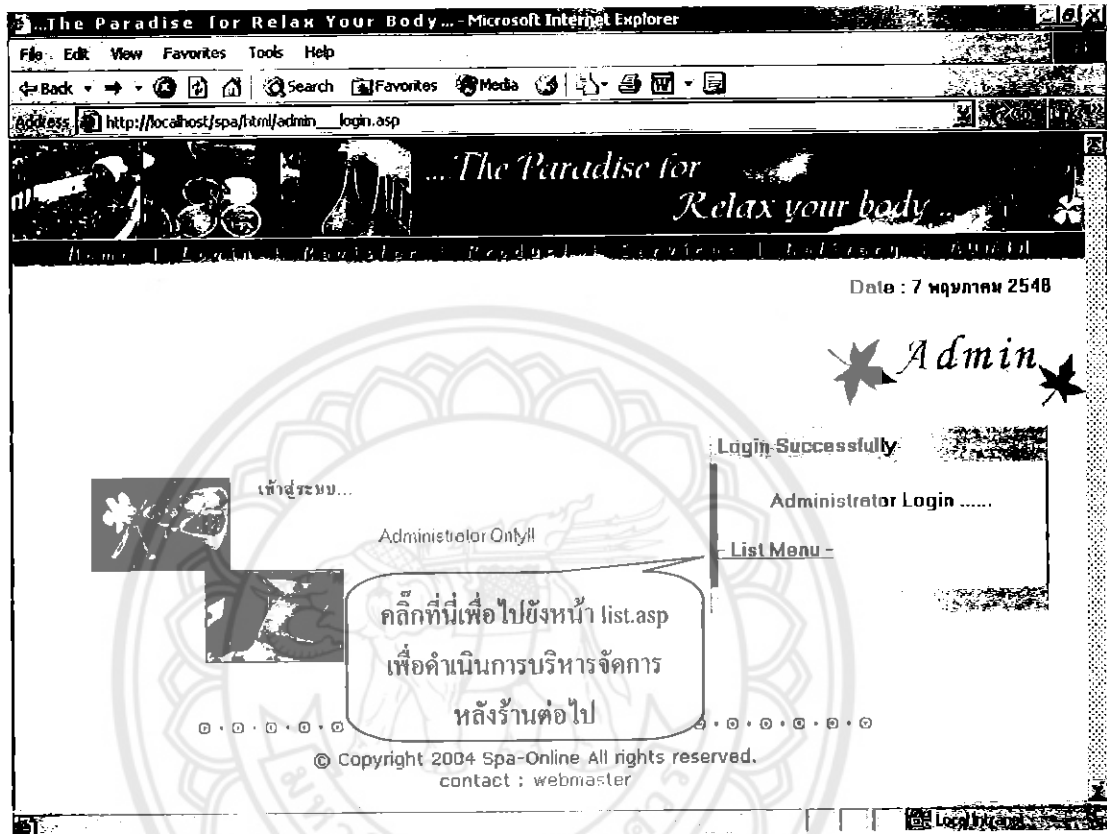 ...The Paradise for Relax Your Body... - Microsoft Internet Explorer
File Edit View Favorites Tools Help
Back Search Favorites Media
Address http://localhost/spa/html/admin__login.asp
...The Paradise for
Relax your body...
Home | Login | Register | Products | Services |
Date : 7 พฤษภาคม 2548
Admin
Login Successfully
เข้าสู่ระบบ...
Administrator Login ......
Administrator Only!!
- List Menu -
คลิ๊กที่นี่เพื่อไปยังหน้า list.asp
เพื่อดำเนินการบริหารจัดการ
หลังร้านต่อไป
© Copyright 2004 Spa-Online All rights reserved.
contact : webmaster
Local intranet